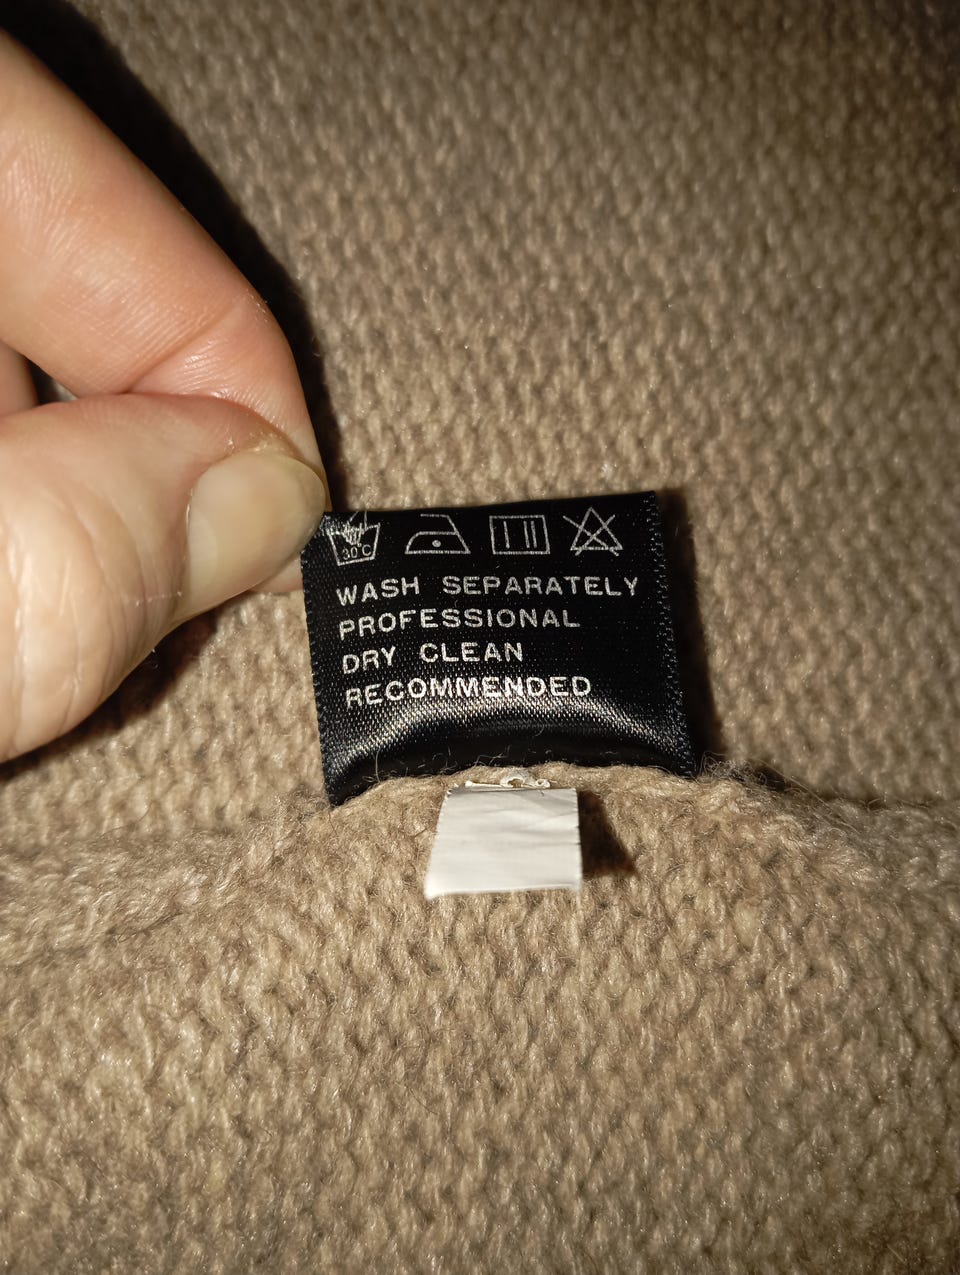 30°C
WASH SEPARATELY
PROFESSIONAL
DRY CLEAN
RECOMMENDED